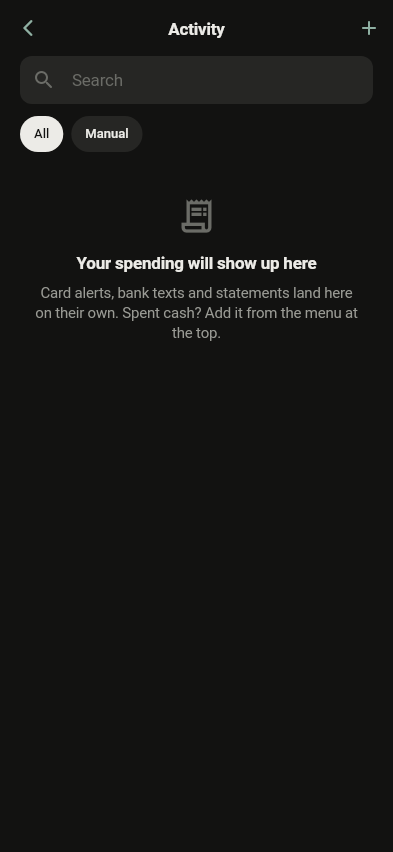 Activity
Search
All
Manual
Your spending will show up here
Card alerts, bank texts and statements land here
on their own. Spent cash? Add it from the menu at
the top.